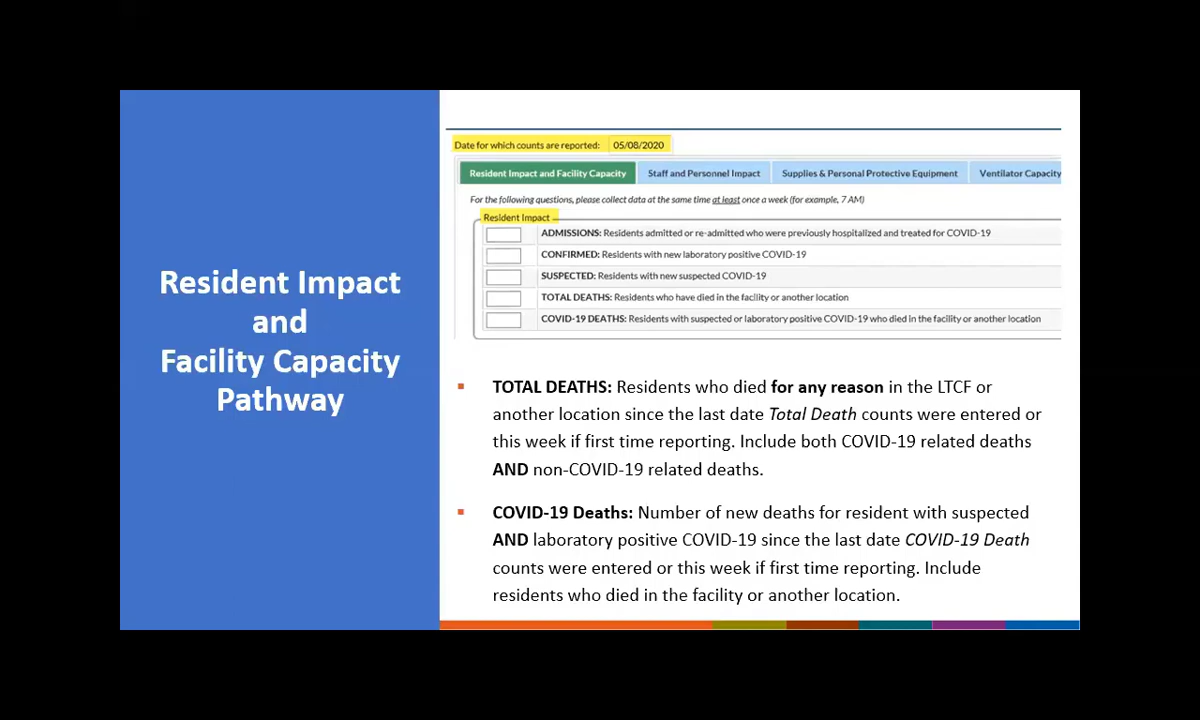 Resident Impact
and
Facility Capacity
Pathway
Date for which counts are reported: 05/08/2020
Resident Impact and Facility Capacity Staff and Personnel Impact Supplies & Personal Protective Equipment Ventilator Capacity
For the following questions, please collect data at the same time at least once a week (for example, 7 AM)
Resident Impact
ADMISSIONS: Residents admitted or re-admitted who were previously hospitalized and treated for COVID-19
CONFIRMED: Residents with new laboratory positive COVID-19
SUSPECTED: Residents with new suspected COVID-19
TOTAL DEATHS: Residents who have died in the facility or another location
COVID-19 DEATHS: Residents with suspected or laboratory positive COVID-19 who died in the facility or another location
▪ TOTAL DEATHS: Residents who died for any reason in the LTCF or
another location since the last date Total Death counts were entered or
this week if first time reporting. Include both COVID-19 related deaths
AND non-COVID-19 related deaths.
▪ COVID-19 Deaths: Number of new deaths for resident with suspected
AND laboratory positive COVID-19 since the last date COVID-19 Death
counts were entered or this week if first time reporting. Include
residents who died in the facility or another location.